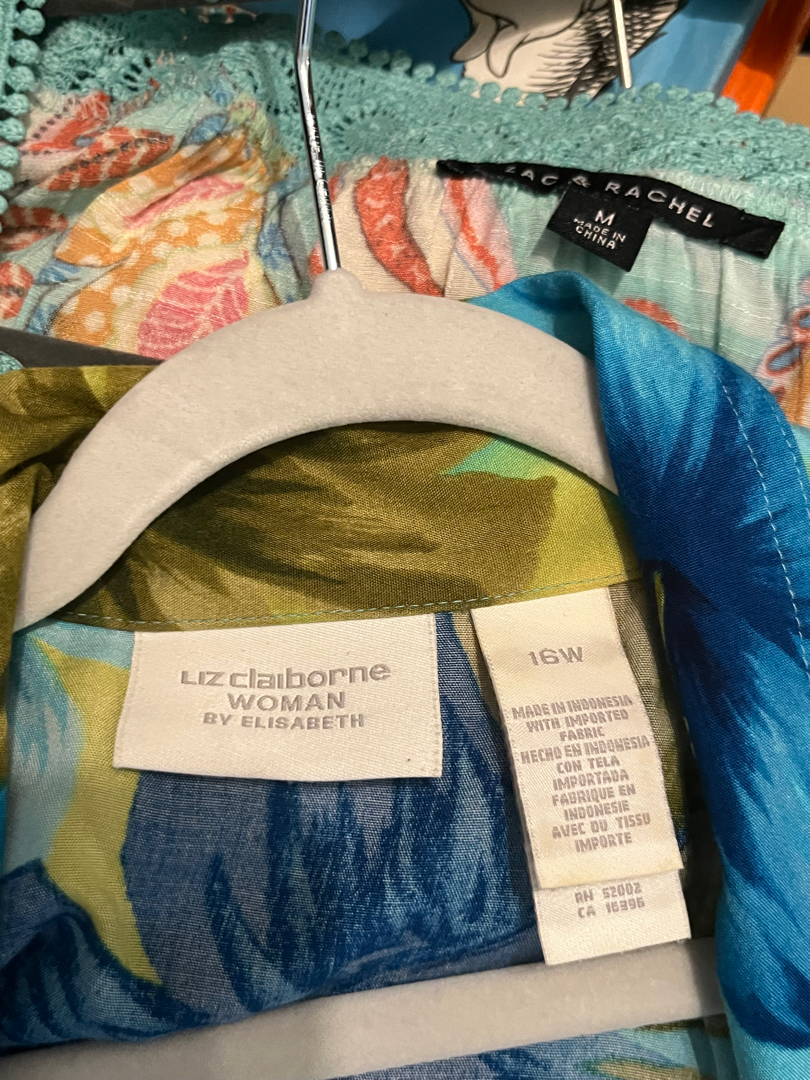 ZAC & RACHEL
M
MADE IN
CHINA
Liz claiborne
WOMAN
BY ELISABETH
16W
MADE IN INDONESIA
WITH IMPORTED
FABRIC
HECHO EN INDONESIA
CON TELA
IMPORTADA
FABRIQUE EN
INDONESIE
AVEC DU TISSU
IMPORTE
RN 52002
CA 16396